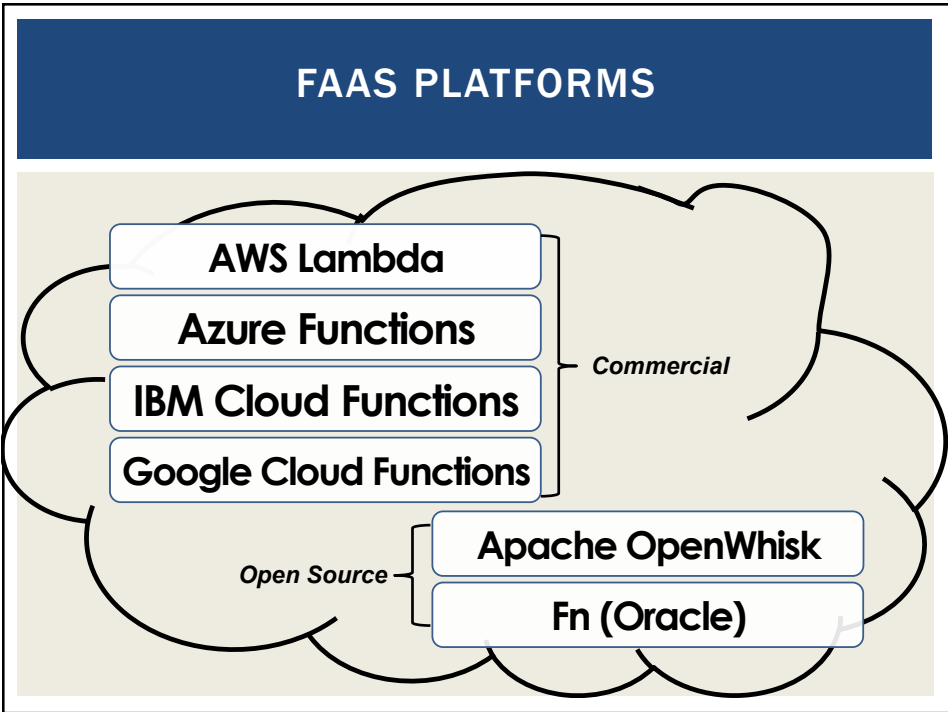 FAAS PLATFORMS
AWS Lambda
Azure Functions
Commercial
IBM Cloud Functions
Google Cloud Functions
Apache OpenWhisk
Open Source
Fn (Oracle)